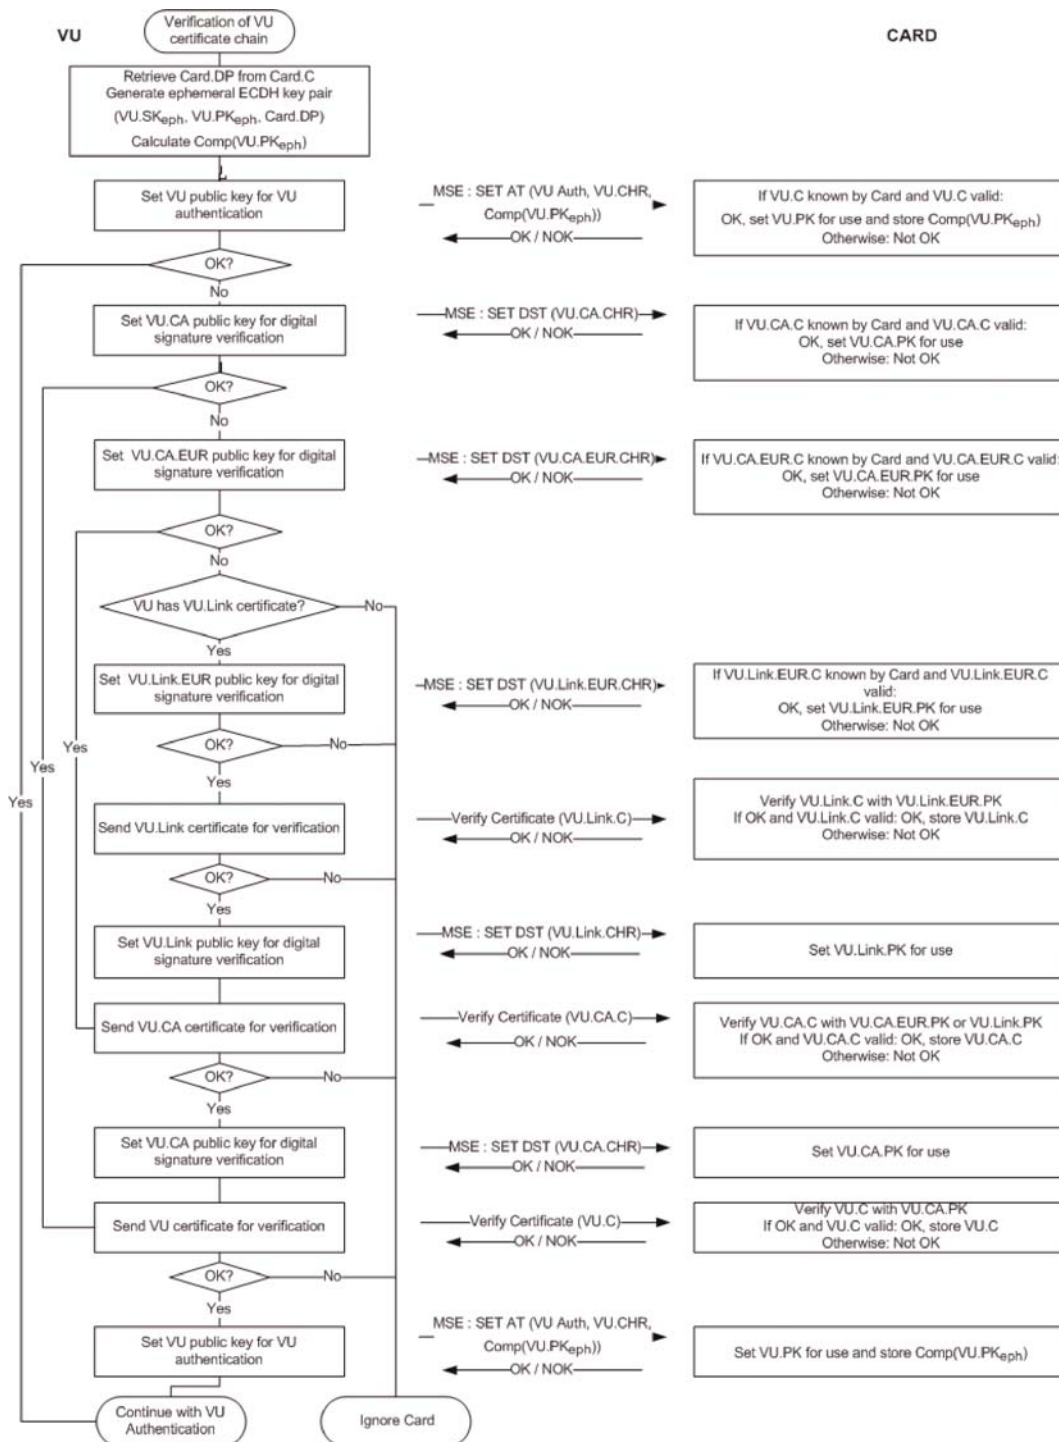 VU
Verification of VU
certificate chain
CARD
Retrieve Card.DP from Card.C
Generate ephemeral ECDH key pair
(VU.SKeph, VU.PKeph, Card.DP)
Calculate Comp(VU.PKeph)
Set VU public key for VU
authentication
MSE : SET AT (VU Auth, VU.CHR,
Comp(VU.PKeph))
OK / NOK
If VU.C known by Card and VU.C valid:
OK, set VU.PK for use and store Comp(VU.PKeph)
Otherwise: Not OK
OK?
No
Set VU.CA public key for digital
signature verification
MSE : SET DST (VU.CA.CHR)
OK / NOK
If VU.CA.C known by Card and VU.CA.C valid:
OK, set VU.CA.PK for use
Otherwise: Not OK
OK?
No
Set VU.CA.EUR public key for digital
signature verification
MSE : SET DST (VU.CA.EUR.CHR)
OK / NOK
If VU.CA.EUR.C known by Card and VU.CA.EUR.C valid:
OK, set VU.CA.EUR.PK for use
Otherwise: Not OK
OK?
No
VU has VU.Link certificate?
No
Yes
Set VU.Link.EUR public key for digital
signature verification
MSE : SET DST (VU.Link.EUR.CHR)
OK / NOK
If VU.Link.EUR.C known by Card and VU.Link.EUR.C
valid:
OK, set VU.Link.EUR.PK for use
Otherwise: Not OK
OK?
No
Yes
Yes
Yes
Yes
Send VU.Link certificate for verification
Verify Certificate (VU.Link.C)
OK / NOK
Verify VU.Link.C with VU.Link.EUR.PK
If OK and VU.Link.C valid: OK, store VU.Link.C
Otherwise: Not OK
OK?
No
Yes
Set VU.Link public key for digital
signature verification
MSE : SET DST (VU.Link.CHR)
OK / NOK
Set VU.Link.PK for use
Send VU.CA certificate for verification
Verify Certificate (VU.CA.C)
OK / NOK
Verify VU.CA.C with VU.CA.EUR.PK or VU.Link.PK
If OK and VU.CA.C valid: OK, store VU.CA.C
Otherwise: Not OK
OK?
No
Yes
Set VU.CA public key for digital
signature verification
MSE : SET DST (VU.CA.CHR)
OK / NOK
Set VU.CA.PK for use
Send VU certificate for verification
Verify Certificate (VU.C)
OK / NOK
Verify VU.C with VU.CA.PK
If OK and VU.C valid: OK, store VU.C
Otherwise: Not OK
OK?
No
Yes
Set VU public key for VU
authentication
MSE : SET AT (VU Auth, VU.CHR,
Comp(VU.PKeph))
OK / NOK
Set VU.PK for use and store Comp(VU.PKeph)
Continue with VU
Authentication
Ignore Card